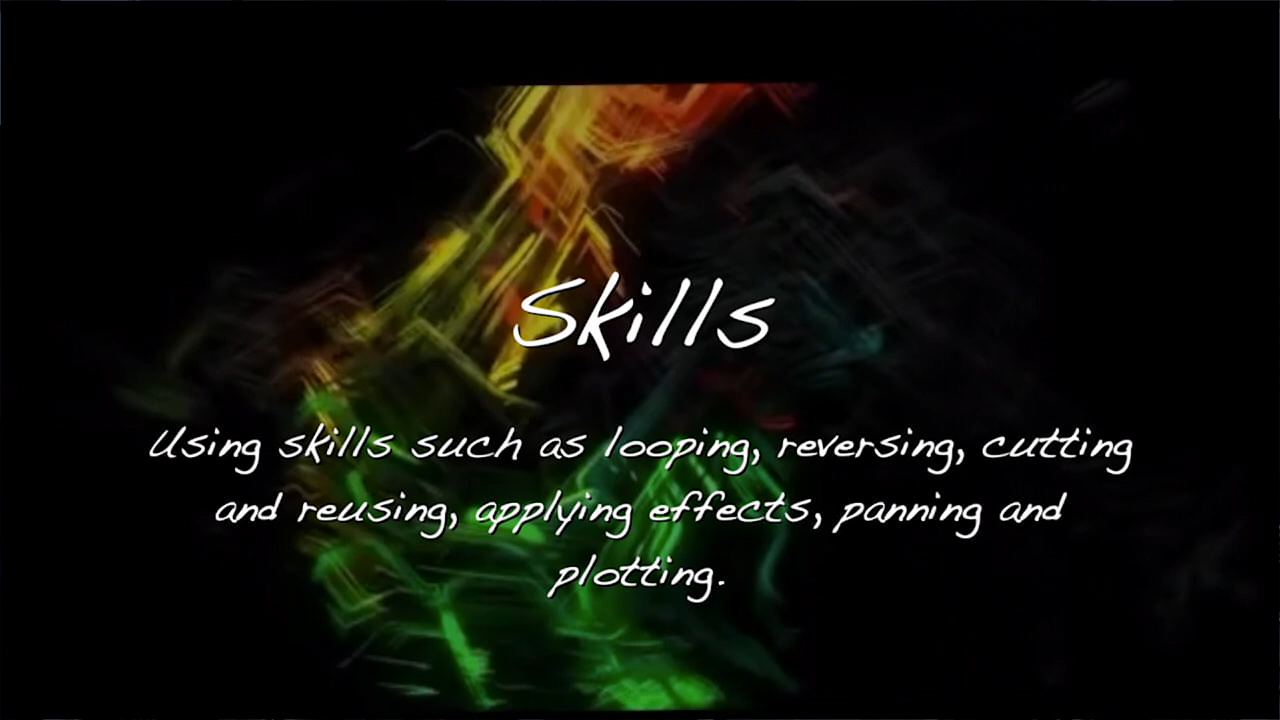 Skills
Using skills such as looping, reversing, cutting
and reusing, applying effects, panning and
plotting.